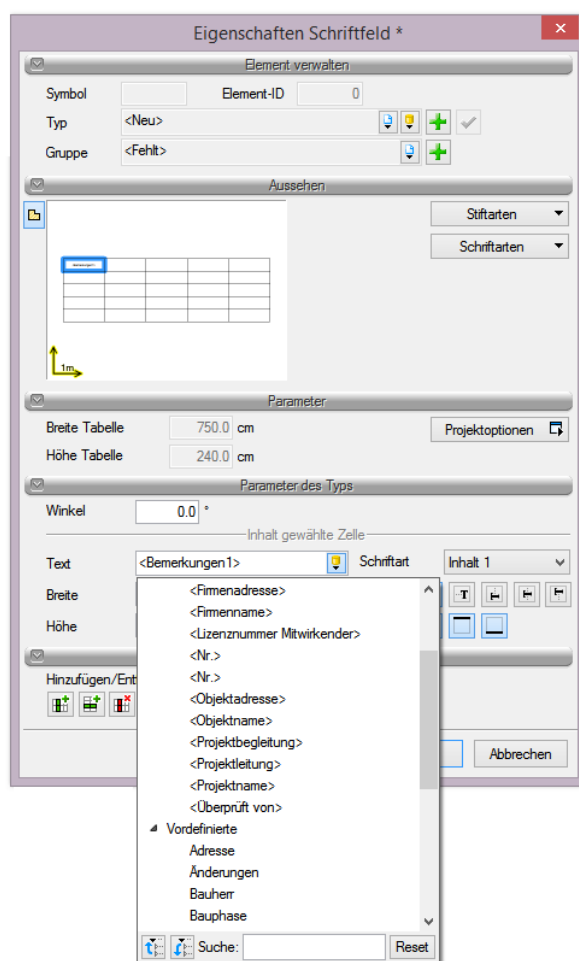 Eigenschaften Schriftfeld *
Element verwalten
Symbol Element-ID 0
Typ <Neu>
Gruppe <Fehlt>
Aussehen
Stiftarten
Schriftarten
1m
Parameter
Breite Tabelle 750.0 cm Projektoptionen
Höhe Tabelle 240.0 cm
Parameter des Typs
Winkel 0.0 °
Inhalt gewählte Zelle
Text <Bemerkungen1> Schriftart Inhalt 1
Breite
Höhe
Hinzufügen/Ent
Abbrechen
<Firmenadresse>
<Firmenname>
<Lizenznummer Mitwirkender>
<Nr.>
<Nr.>
<Objektadresse>
<Objektname>
<Projektbegleitung>
<Projektleitung>
<Projektname>
<Überprüft von>
Vordefinierte
Adresse
Änderungen
Bauherr
Bauphase
Suche: Reset